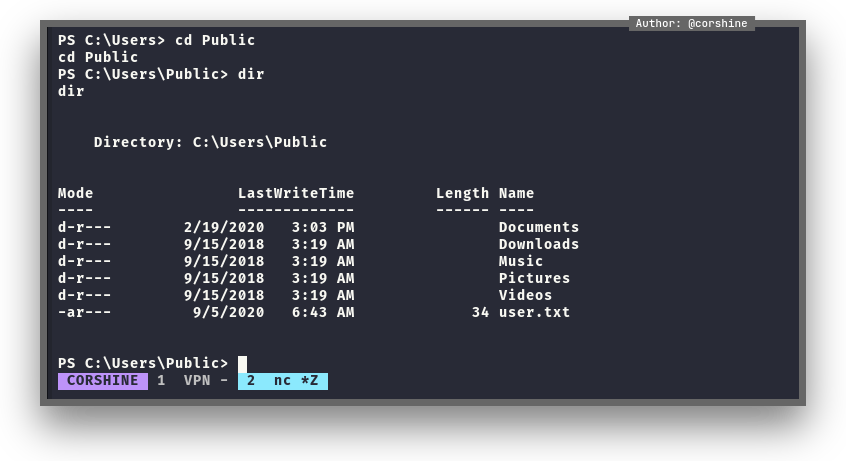 Author: @corshine
PS C:\Users> cd Public
cd Public
PS C:\Users\Public> dir
dir
Directory: C:\Users\Public
Mode LastWriteTime Length Name
---- ------------- ------ ----
d-r--- 2/19/2020 3:03 PM Documents
d-r--- 9/15/2018 3:19 AM Downloads
d-r--- 9/15/2018 3:19 AM Music
d-r--- 9/15/2018 3:19 AM Pictures
d-r--- 9/15/2018 3:19 AM Videos
-ar--- 9/5/2020 6:43 AM 34 user.txt
PS C:\Users\Public>
CORSHINE 1 VPN - 2 nc *Z